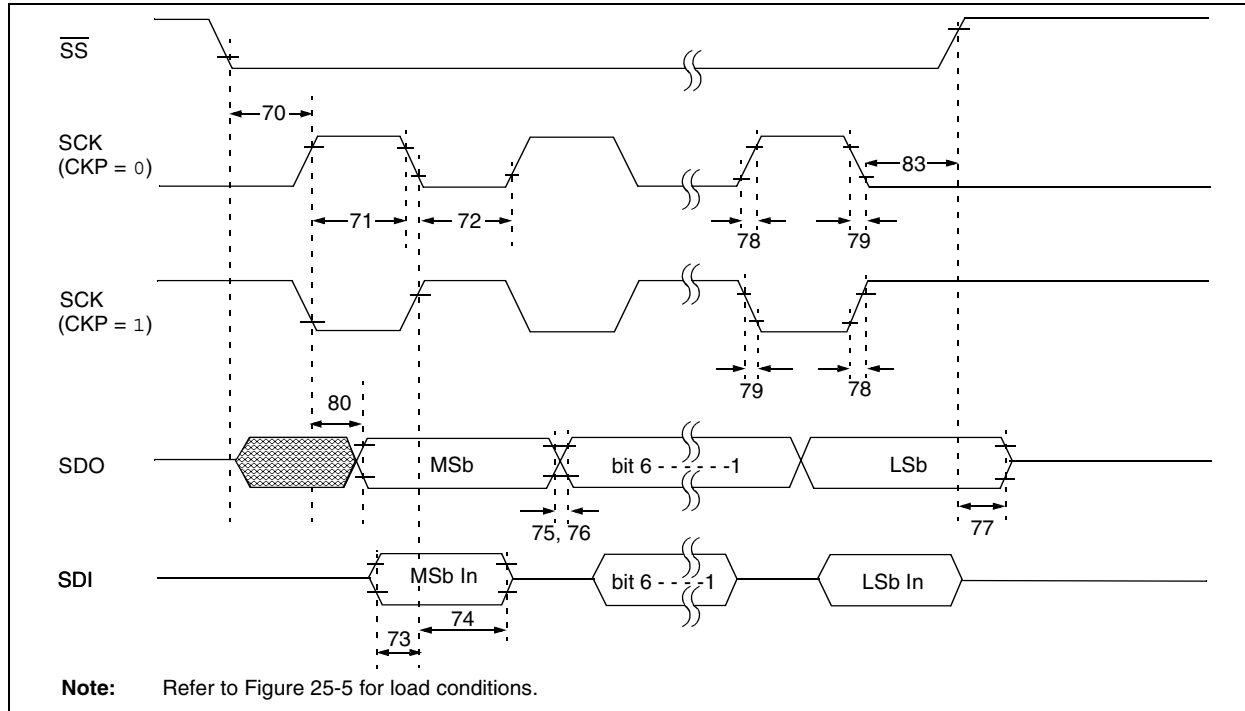 SS
70
SCK
(CKP = 0)
83
71
72
78
79
SCK
(CKP = 1)
79
78
80
SDO
MSb
bit 6 - - - - - - -1
LSb
75, 76
77
SDI
MSb In
bit 6 - - - - -1
LSb In
74
73
Note: Refer to Figure 25-5 for load conditions.